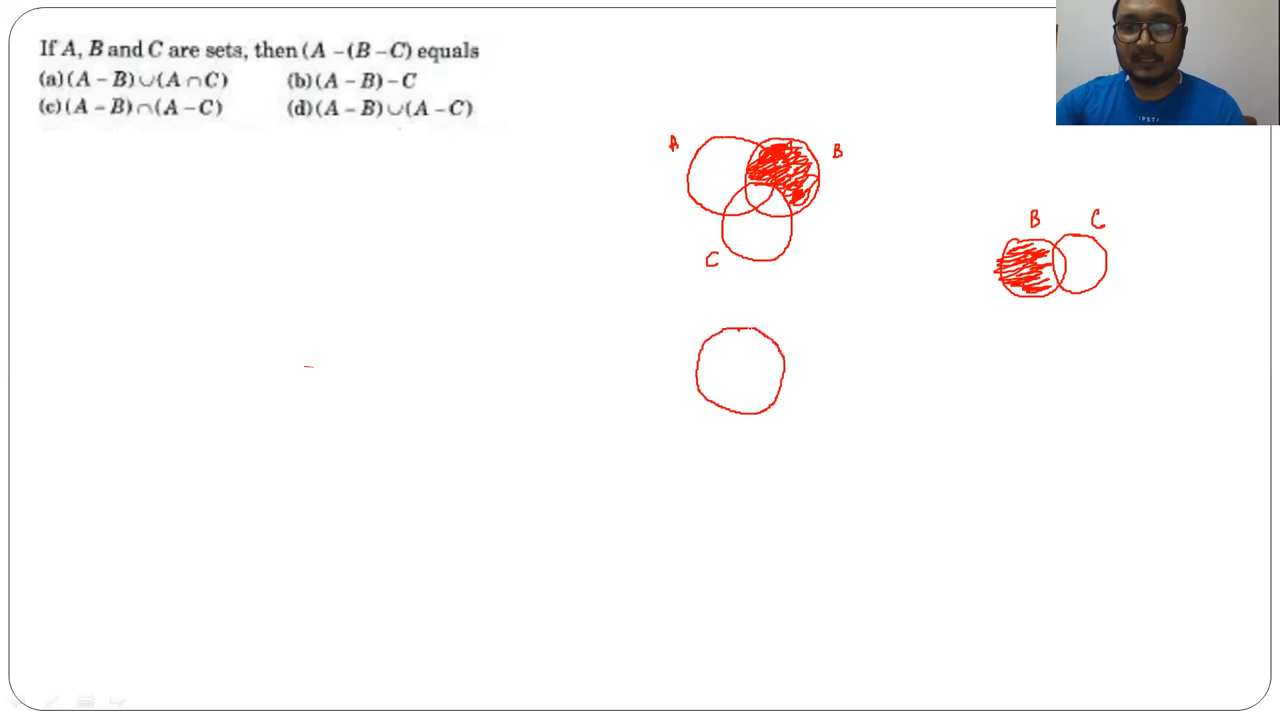 If A, B and C are sets, then (A – (B – C) equals
(a) (A – B) ∪ (A ∩ C) (b) (A – B) – C
(c) (A – B) ∩ (A – C) (d) (A – B) ∪ (A – C)
A
B
C
B C